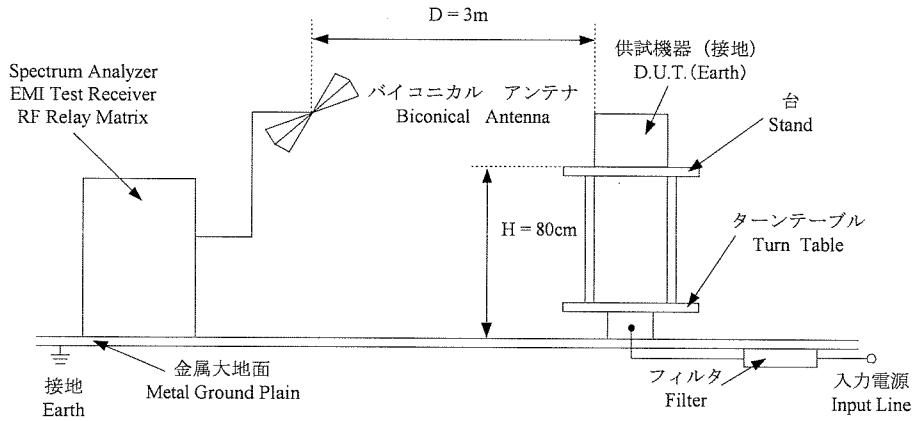 D = 3m
供試機器 (接地)
D.U.T.(Earth)
Spectrum Analyzer
EMI Test Receiver
RF Relay Matrix
バイコニカル アンテナ
Biconical Antenna
台
Stand
H = 80cm
ターンテーブル
Turn Table
接地
Earth
金属大地面
Metal Ground Plain
フィルタ
Filter
入力電源
Input Line